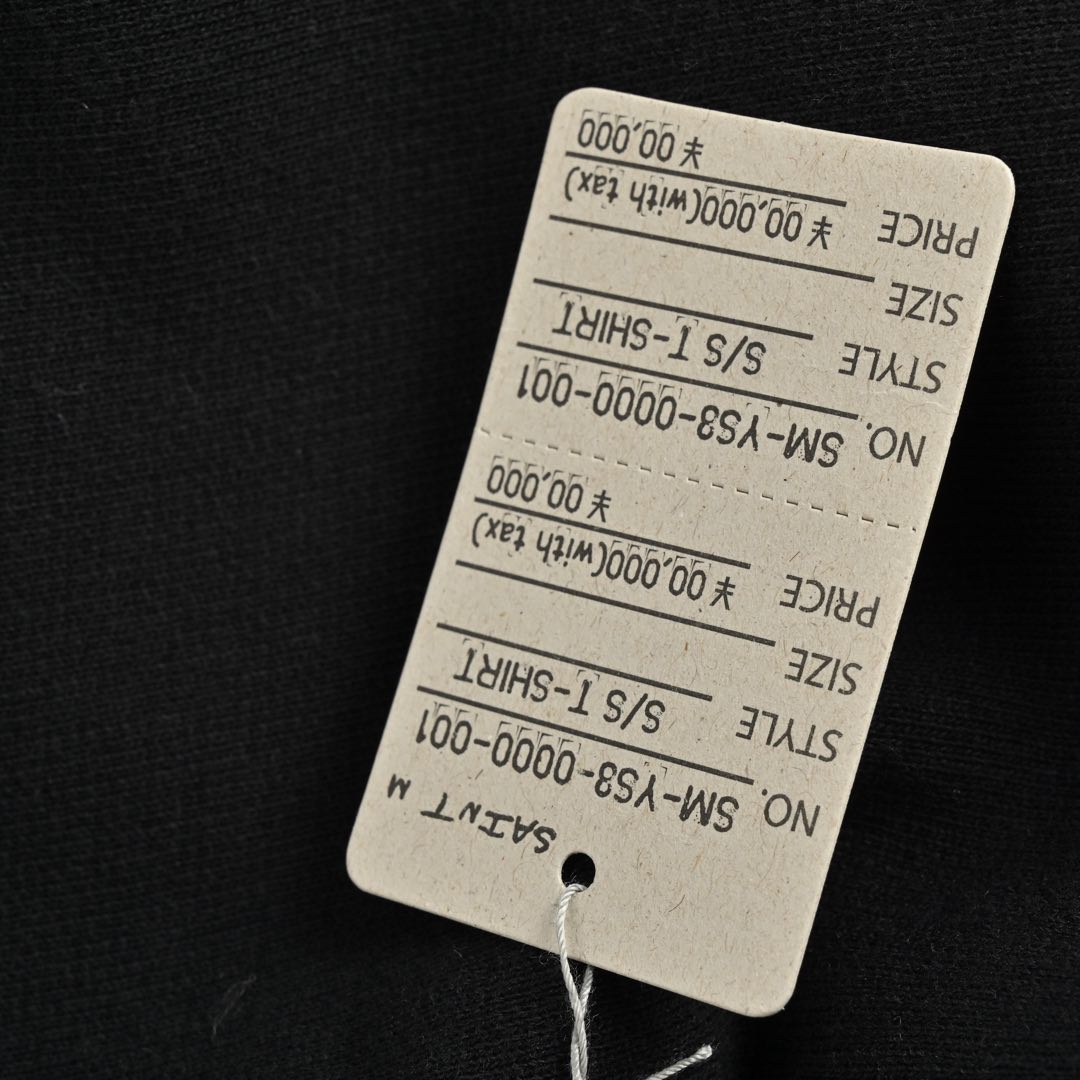 SAINT M
NO. SM-YS3-0000-001
STYLE S/S T-SHIRT
SIZE
PRICE ¥00,000(with tax)
¥00,000
NO. SM-YS3-0000-001
STYLE S/S T-SHIRT
SIZE
PRICE ¥00,000(with tax)
¥00,000